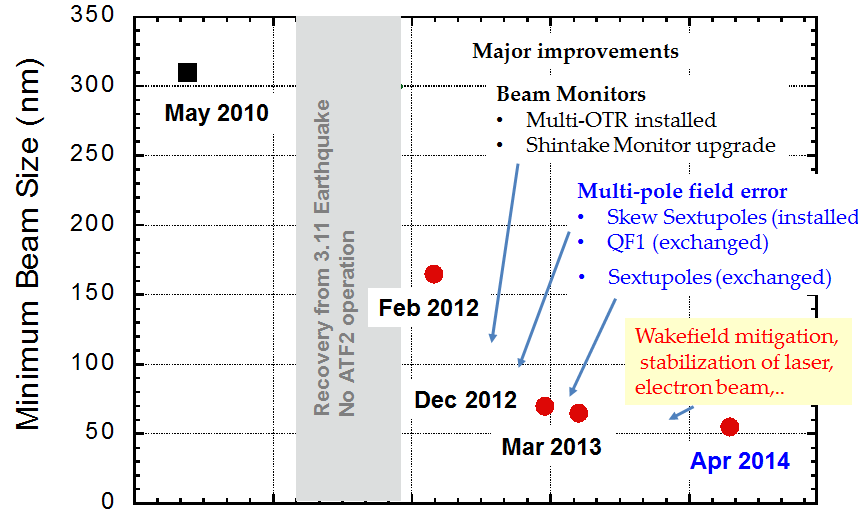 350
300
250
200
150
100
50
0
Minimum Beam Size (nm)
May 2010
Recovery from 3.11 Earthquake
No ATF2 operation
Major improvements
Beam Monitors
• Multi-OTR installed
• Shintake Monitor upgrade
Multi-pole field error
• Skew Sextupoles (installed
• QF1 (exchanged)
• Sextupoles (exchanged)
Feb 2012
Wakefield mitigation,
stabilization of laser,
electron beam,..
Dec 2012
Mar 2013
Apr 2014